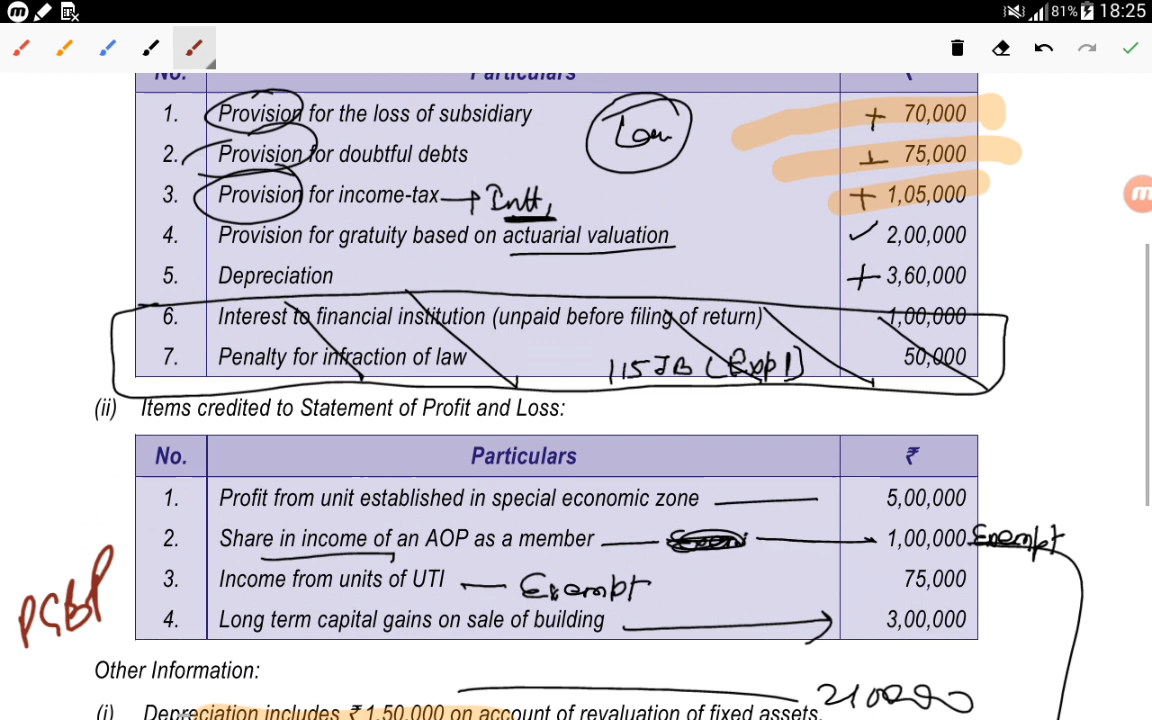 81% 18:25
No. Particulars ₹
1. Provision for the loss of subsidiary + 70,000
Loss
2. Provision for doubtful debts + 75,000
3. Provision for income-tax → + 1,05,000
4. Provision for gratuity based on actuarial valuation ✓ 2,00,000
5. Depreciation + 3,60,000
6. Interest to financial institution (unpaid before filing of return) 1,00,000
7. Penalty for infraction of law 115JB (Exp 1) 50,000
(ii) Items credited to Statement of Profit and Loss:
No. Particulars ₹
1. Profit from unit established in special economic zone 5,00,000
2. Share in income of an AOP as a member 1,00,000 Exempt
3. Income from units of UTI Exempt 75,000
4. Long term capital gains on sale of building 3,00,000
PGBP
Other Information:
210000
(i) Depreciation includes ₹ 1,50,000 on account of revaluation of fixed assets.